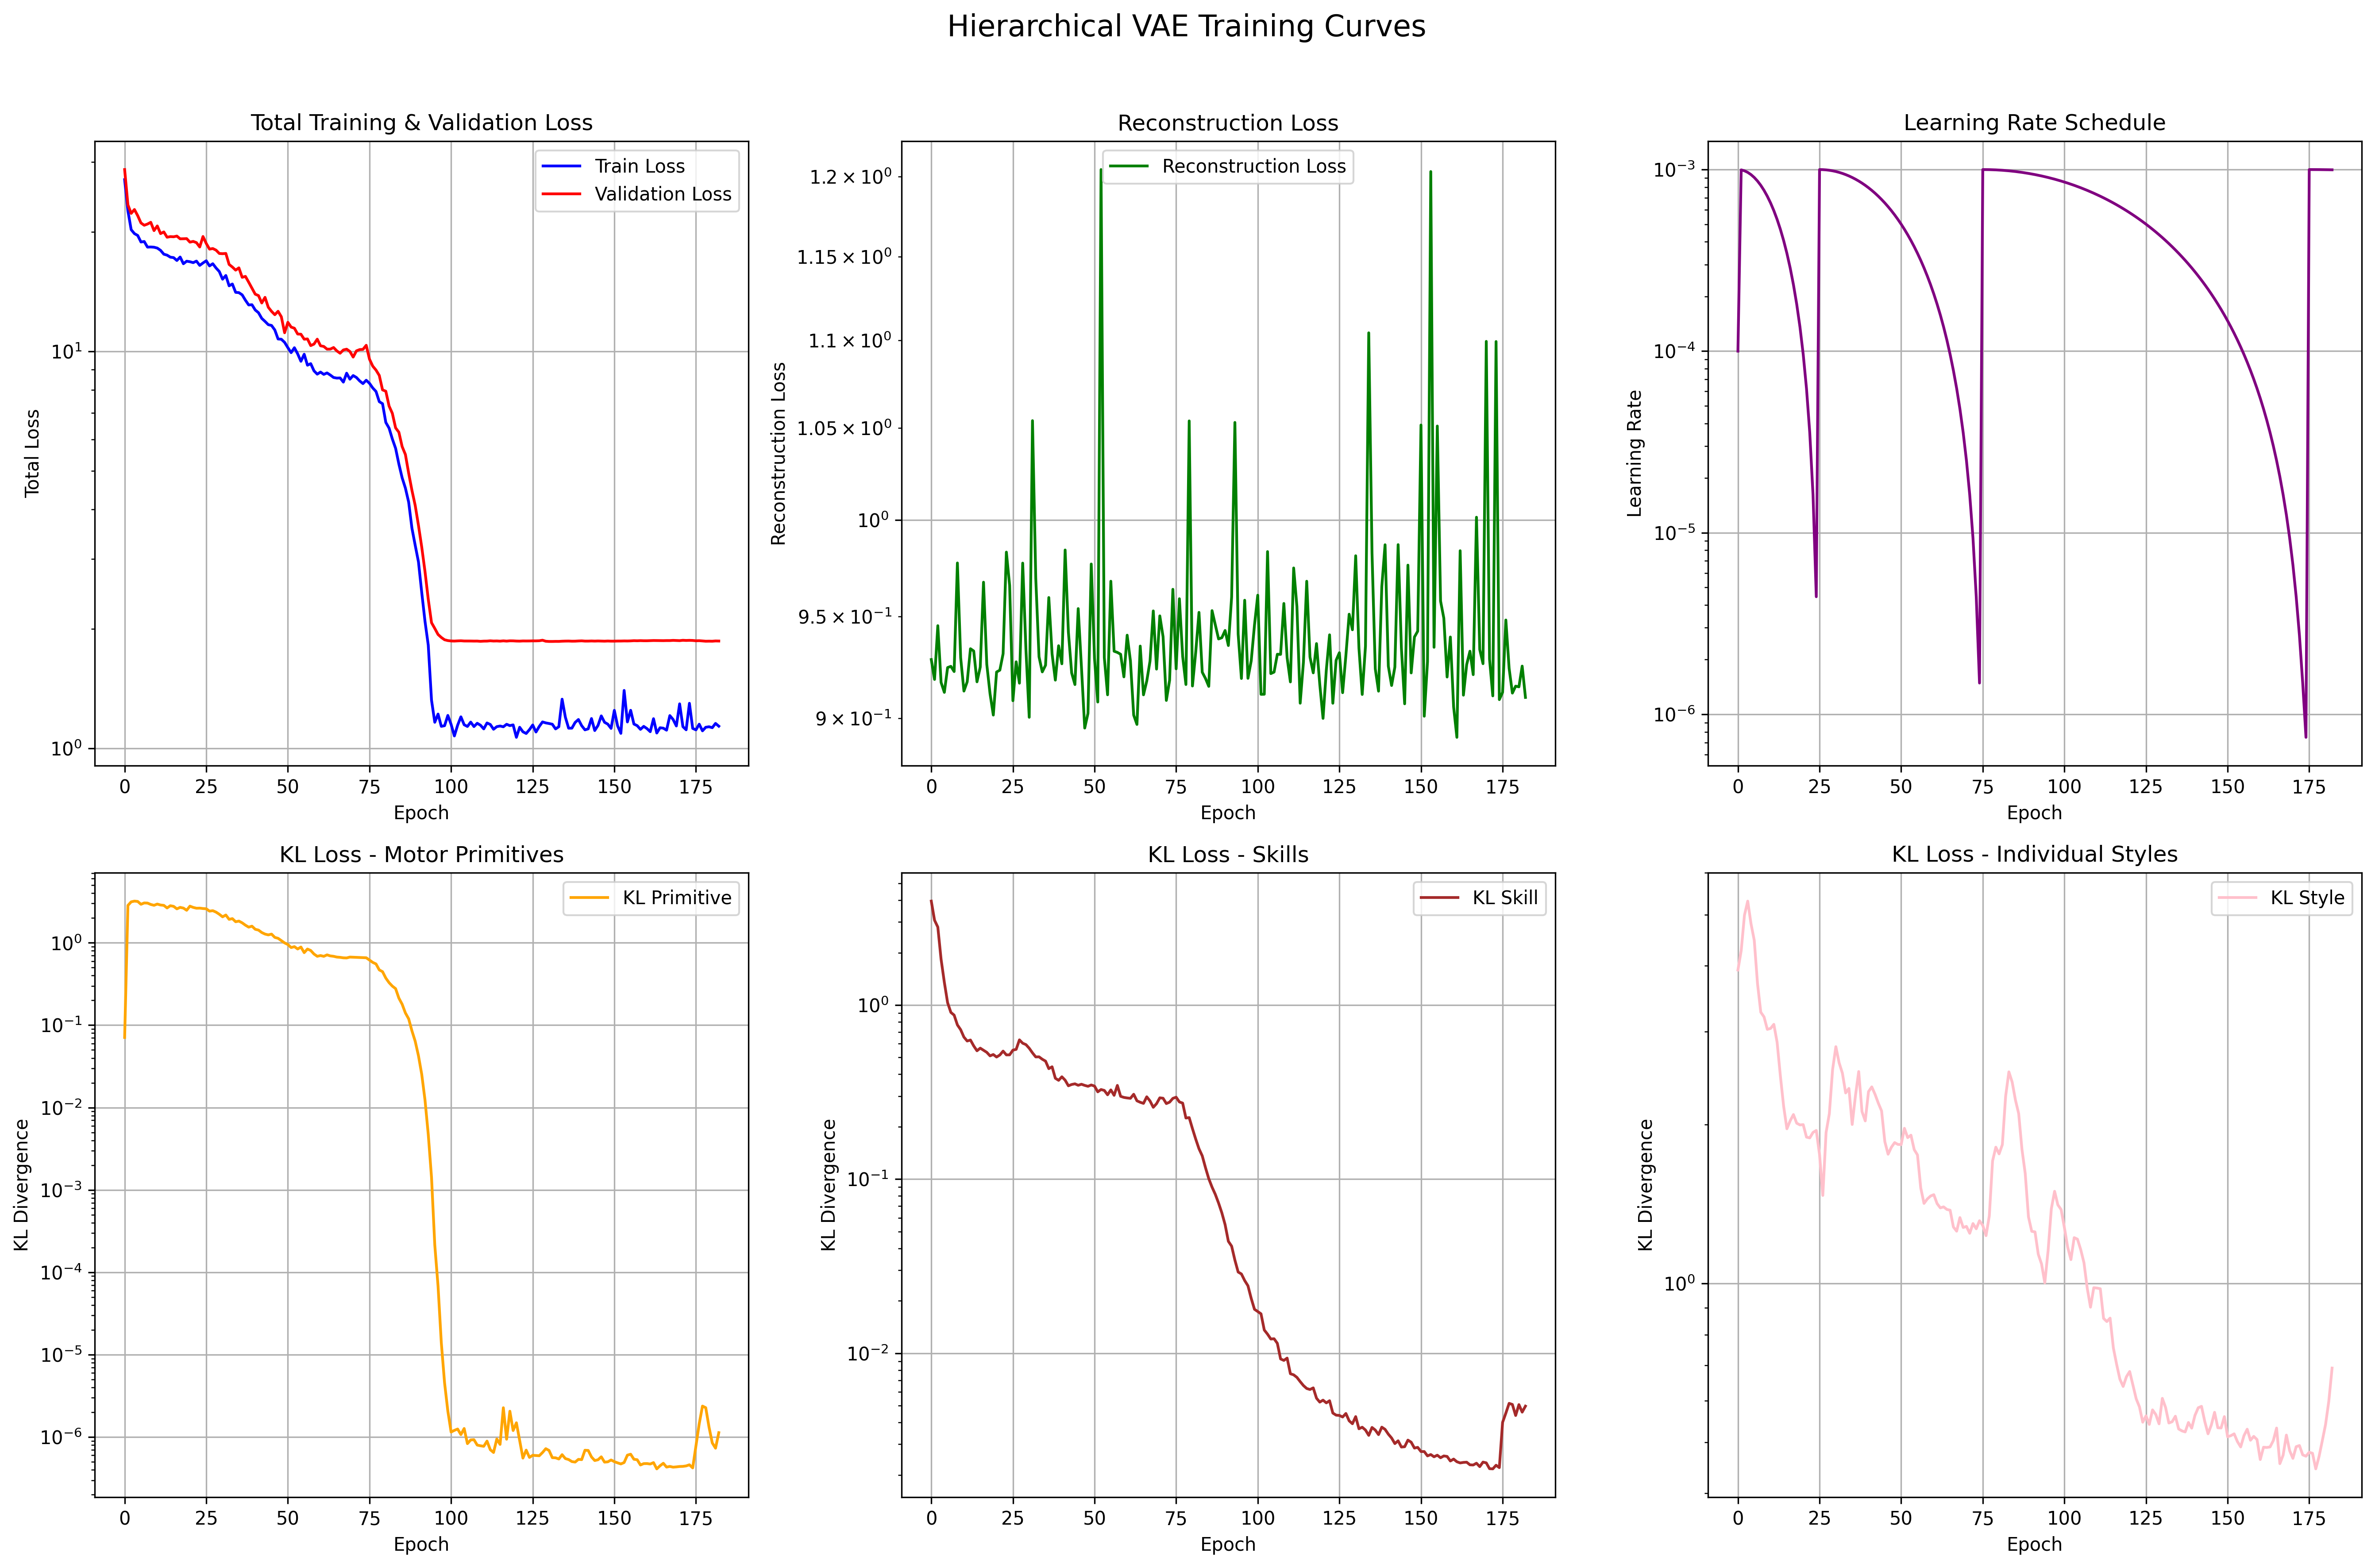 Hierarchical VAE Training Curves
Total Training & Validation Loss
Train Loss
Validation Loss
10¹
10⁰
Total Loss
0 25 50 75 100 125 150 175
Epoch
Reconstruction Loss
Reconstruction Loss
1.2 × 10⁰
1.15 × 10⁰
1.1 × 10⁰
1.05 × 10⁰
10⁰
9.5 × 10⁻¹
9 × 10⁻¹
Reconstruction Loss
0 25 50 75 100 125 150 175
Epoch
Learning Rate Schedule
10⁻³
10⁻⁴
10⁻⁵
10⁻⁶
Learning Rate
0 25 50 75 100 125 150 175
Epoch
KL Loss - Motor Primitives
KL Primitive
10⁰
10⁻¹
10⁻²
10⁻³
10⁻⁴
10⁻⁵
10⁻⁶
KL Divergence
0 25 50 75 100 125 150 175
Epoch
KL Loss - Skills
KL Skill
10⁰
10⁻¹
10⁻²
KL Divergence
0 25 50 75 100 125 150 175
Epoch
KL Loss - Individual Styles
KL Style
10⁰
KL Divergence
0 25 50 75 100 125 150 175
Epoch